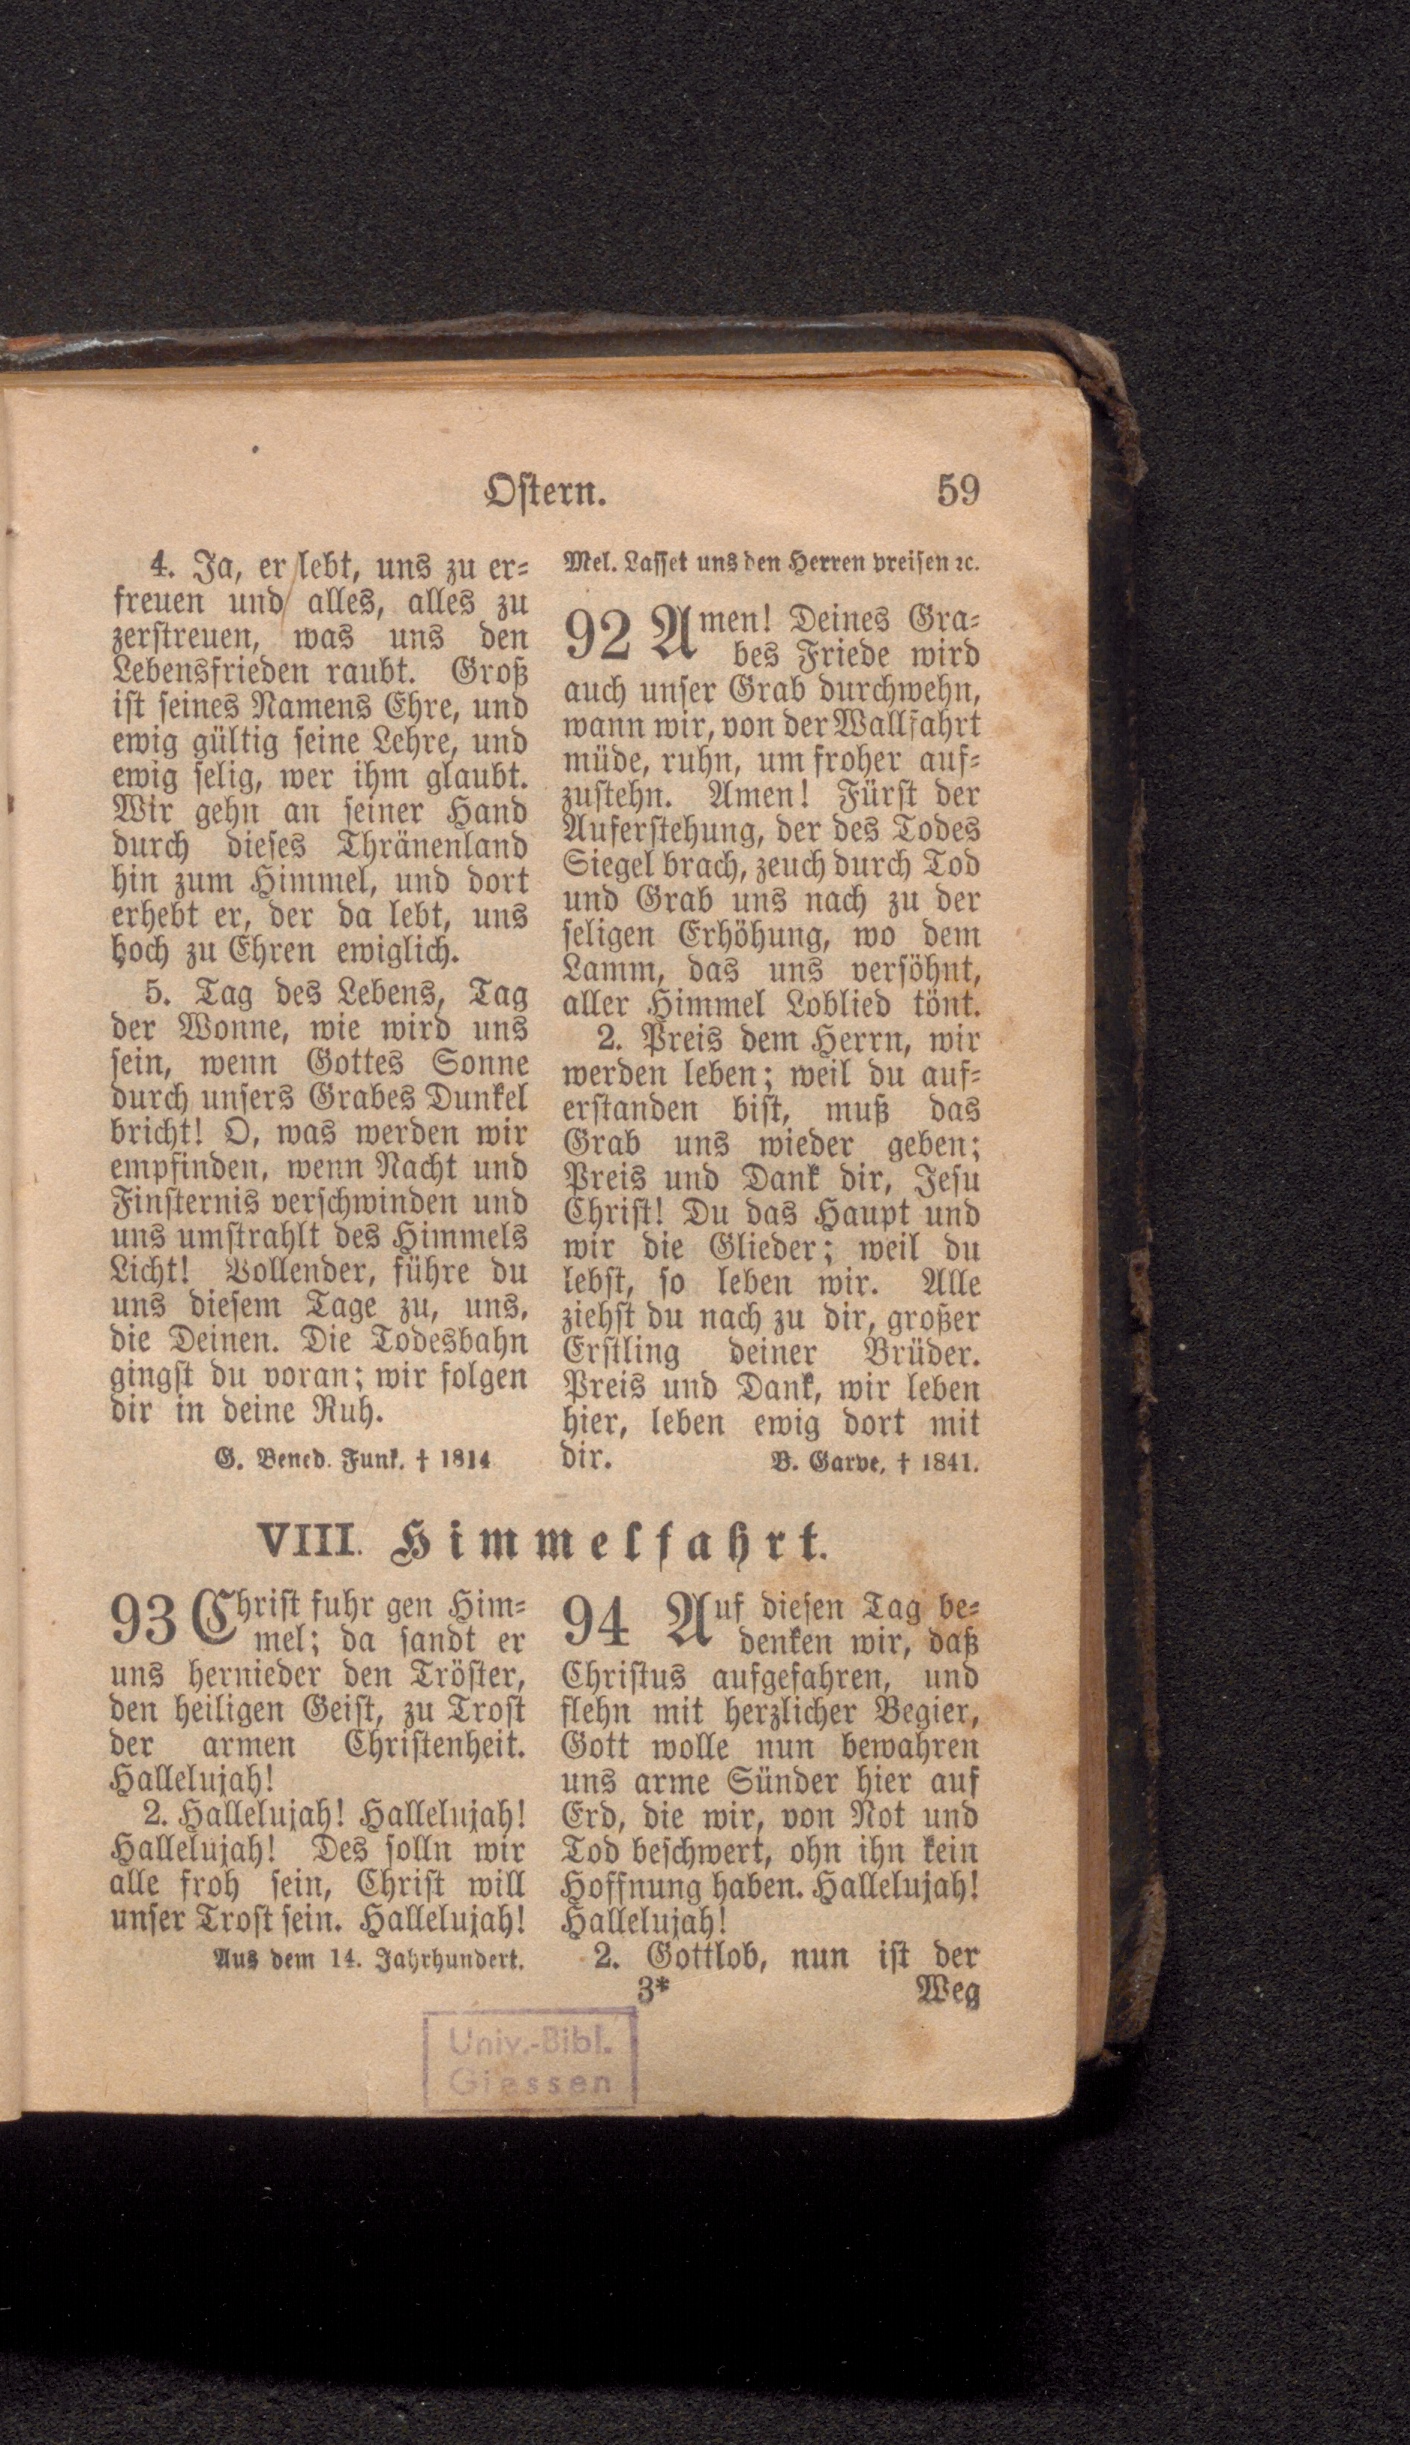 Ostern.
59
4. Ja, er lebt, uns zu er-
freuen und alles, alles zu
zerstreuen, was uns den
Lebensfrieden raubt. Groß
ist seines Namens Ehre, und
ewig gültig seine Lehre, und
ewig selig, wer ihm glaubt.
Wir gehn an seiner Hand
durch dieses Thränenland
hin zum Himmel, und dort
erhebt er, der da lebt, uns
hoch zu Ehren ewiglich.
5. Tag des Lebens, Tag
der Wonne, wie wird uns
sein, wenn Gottes Sonne
durch unsers Grabes Dunkel
bricht! O, was werden wir
empfinden, wenn Nacht und
Finsternis verschwinden und
uns umstrahlt des Himmels
Licht! Vollender, führe du
uns diesem Tage zu, uns,
die Deinen. Die Todesbahn
gingst du voran; wir folgen
dir in deine Ruh.
G. Bened. Funk. † 1814
Mel. Lasset uns den Herren preisen ꝛc.
92 Amen! Deines Gra-
bes Friede wird
auch unser Grab durchwehn,
wann wir, von der Wallfahrt
müde, ruhn, um froher auf-
zustehn. Amen! Fürst der
Auferstehung, der des Todes
Siegel brach, zeuch durch Tod
und Grab uns nach zu der
seligen Erhöhung, wo dem
Lamm, das uns versöhnt,
aller Himmel Loblied tönt.
2. Preis dem Herrn, wir
werden leben; weil du auf-
erstanden bist, muß das
Grab uns wieder geben;
Preis und Dank dir, Jesu
Christ! Du das Haupt und
wir die Glieder; weil du
lebst, so leben wir. Alle
ziehst du nach zu dir, großer
Erstling deiner Brüder.
Preis und Dank, wir leben
hier, leben ewig dort mit
dir. B. Garve, † 1841.
VIII. Himmelfahrt.
93 Christ fuhr gen Him-
mel; da sandt er
uns hernieder den Tröster,
den heiligen Geist, zu Trost
der armen Christenheit.
Hallelujah!
2. Hallelujah! Hallelujah!
Hallelujah! Des solln wir
alle froh sein, Christ will
unser Trost sein. Hallelujah!
Aus dem 14. Jahrhundert.
94 Auf diesen Tag be-
denken wir, daß
Christus aufgefahren, und
flehn mit herzlicher Begier,
Gott wolle nun bewahren
uns arme Sünder hier auf
Erd, die wir, von Not und
Tod beschwert, ohn ihn kein
Hoffnung haben. Hallelujah!
Hallelujah!
2. Gottlob, nun ist der
3* Weg
Univ.-Bibl.
Giessen